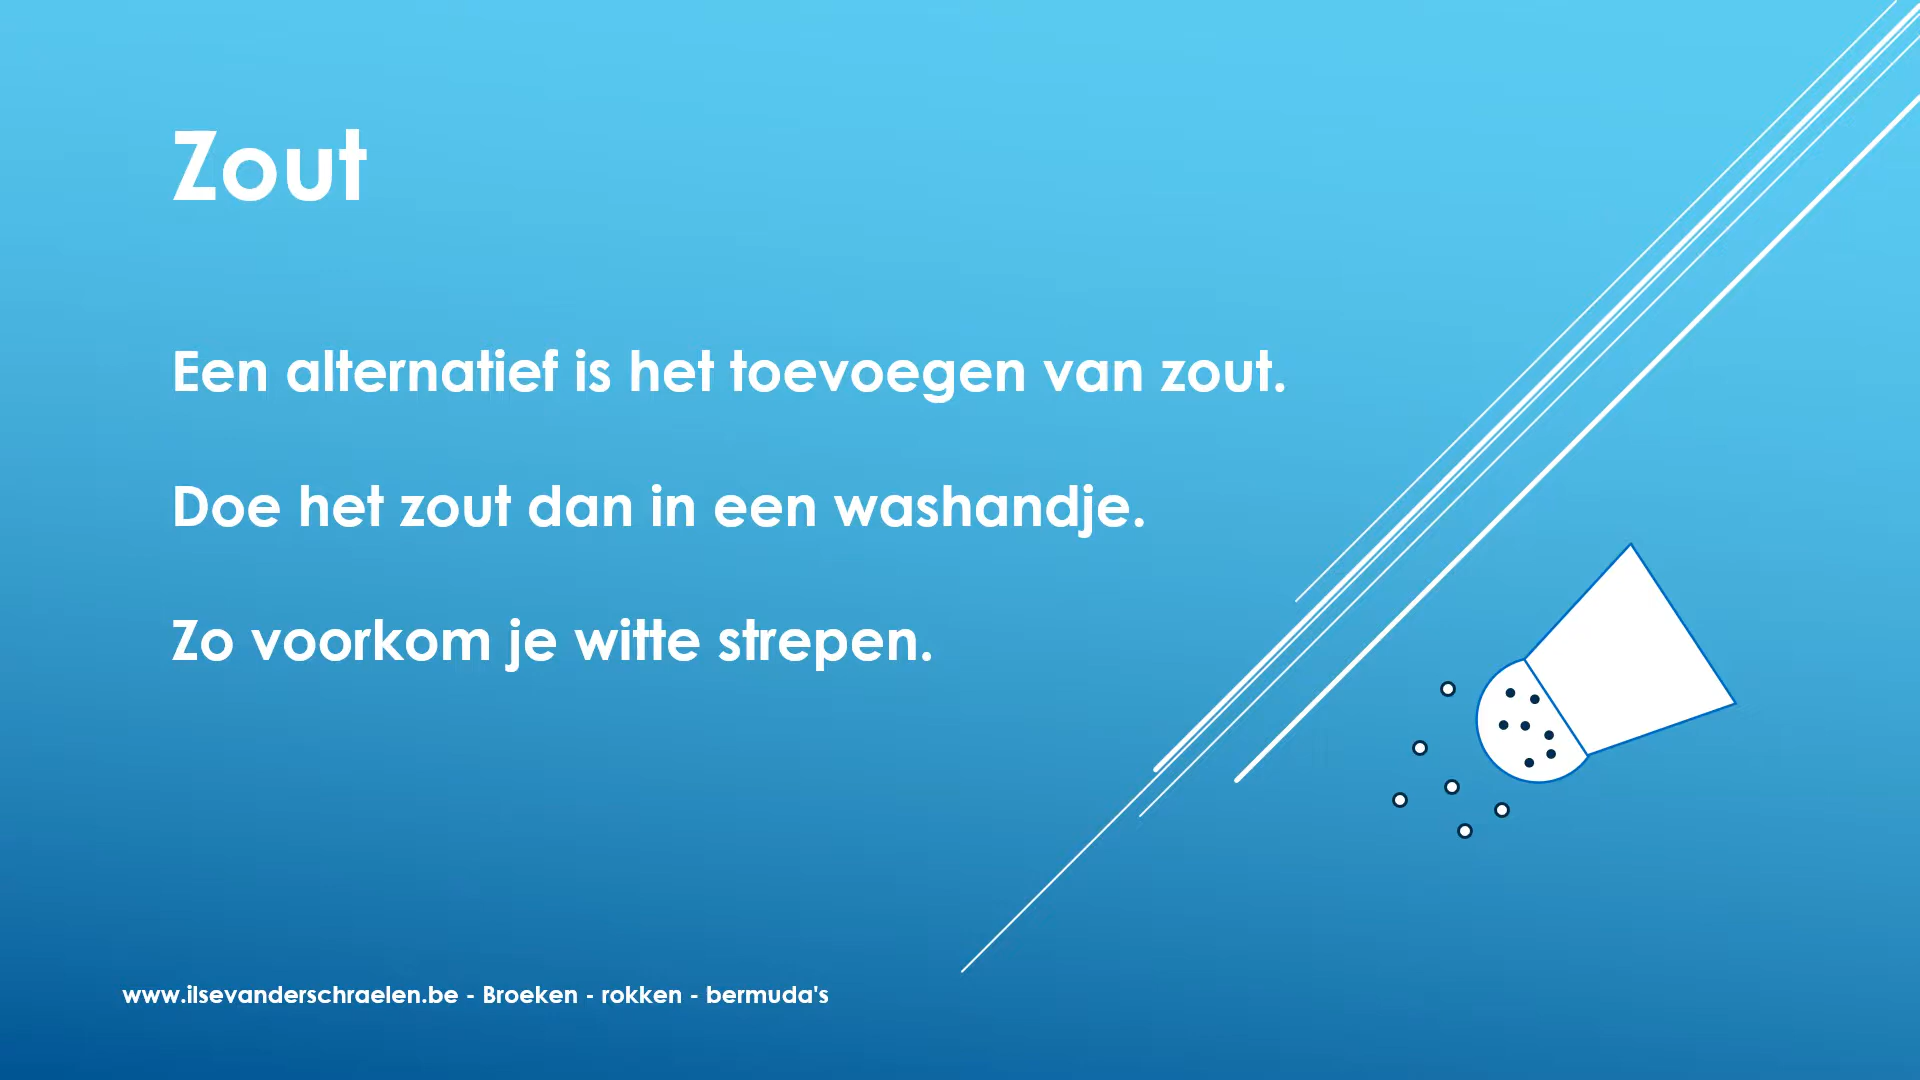 Zout
Een alternatief is het toevoegen van zout.
Doe het zout dan in een washandje.
Zo voorkom je witte strepen.
www.ilsevanderschraelen.be - Broeken - rokken - bermuda's